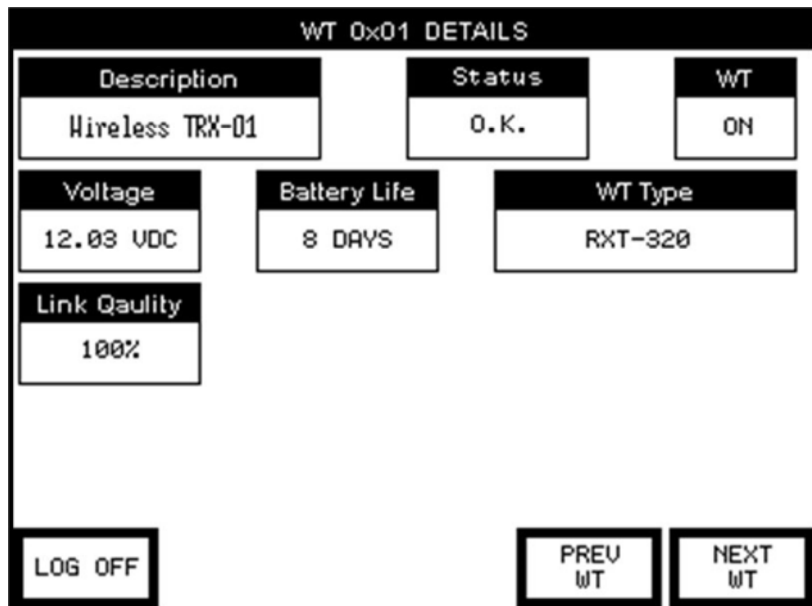 WT 0x01 DETAILS
Description
Wireless TRX-01
Status
O.K.
WT
ON
Voltage
12.03 VDC
Battery Life
8 DAYS
WT Type
RXT-320
Link Qaulity
100%
LOG OFF
PREV
WT
NEXT
WT